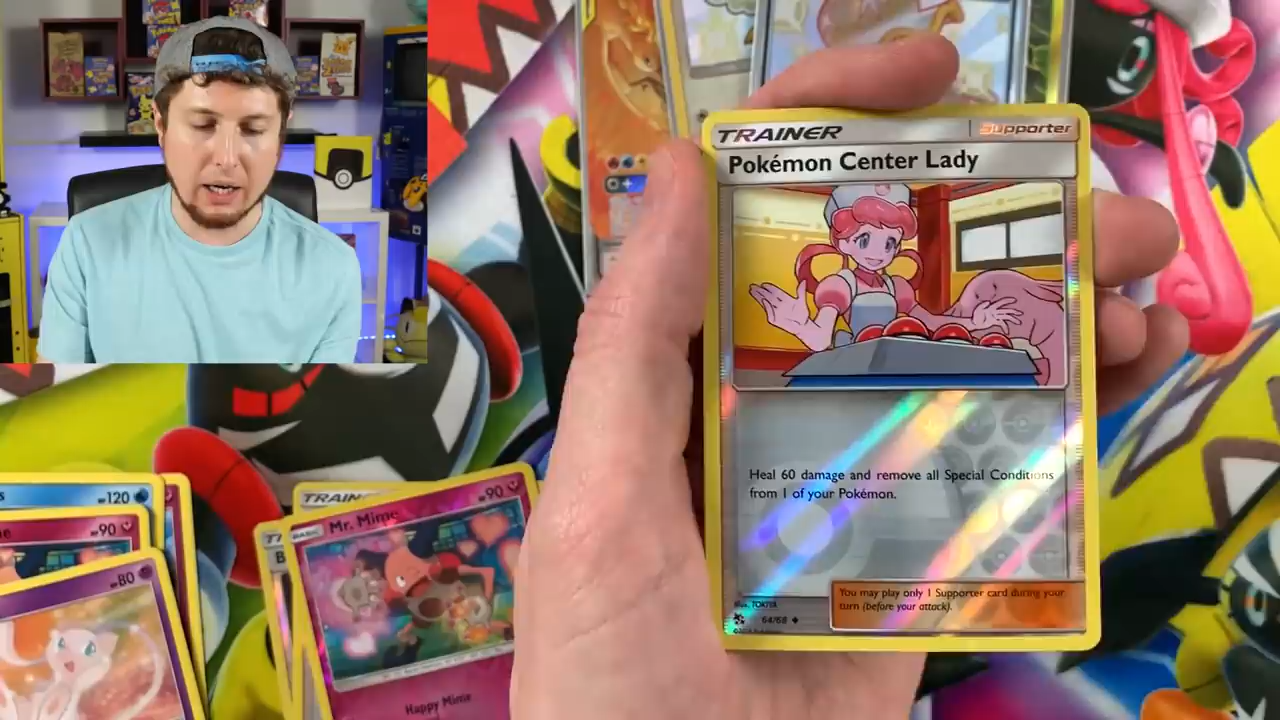 TRAINER
Supporter
Pokémon Center Lady
Heal 60 damage and remove all Special Conditions
from 1 of your Pokémon.
You may play only 1 Supporter card during your
turn (before your attack).
64/68
120
90
80
TRAIN
BASIC
Mr. Mime
90
Happy Mime